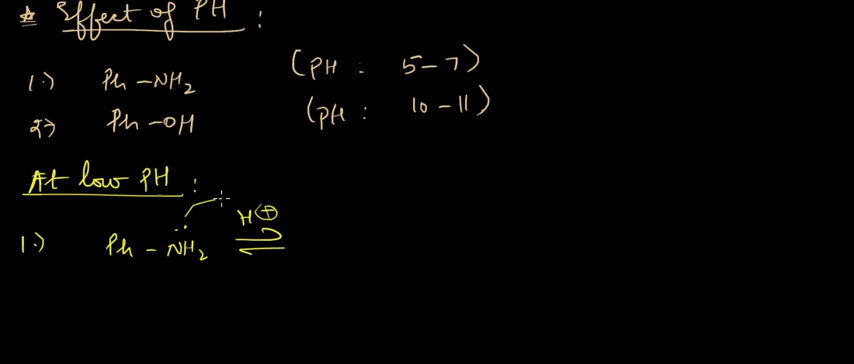 * Effect of PH :
1.) Ph-NH2 (PH : 5-7)
2) Ph-OH (PH : 10-11)
At low PH :
1.) Ph-NH2 H⊕ ⇌